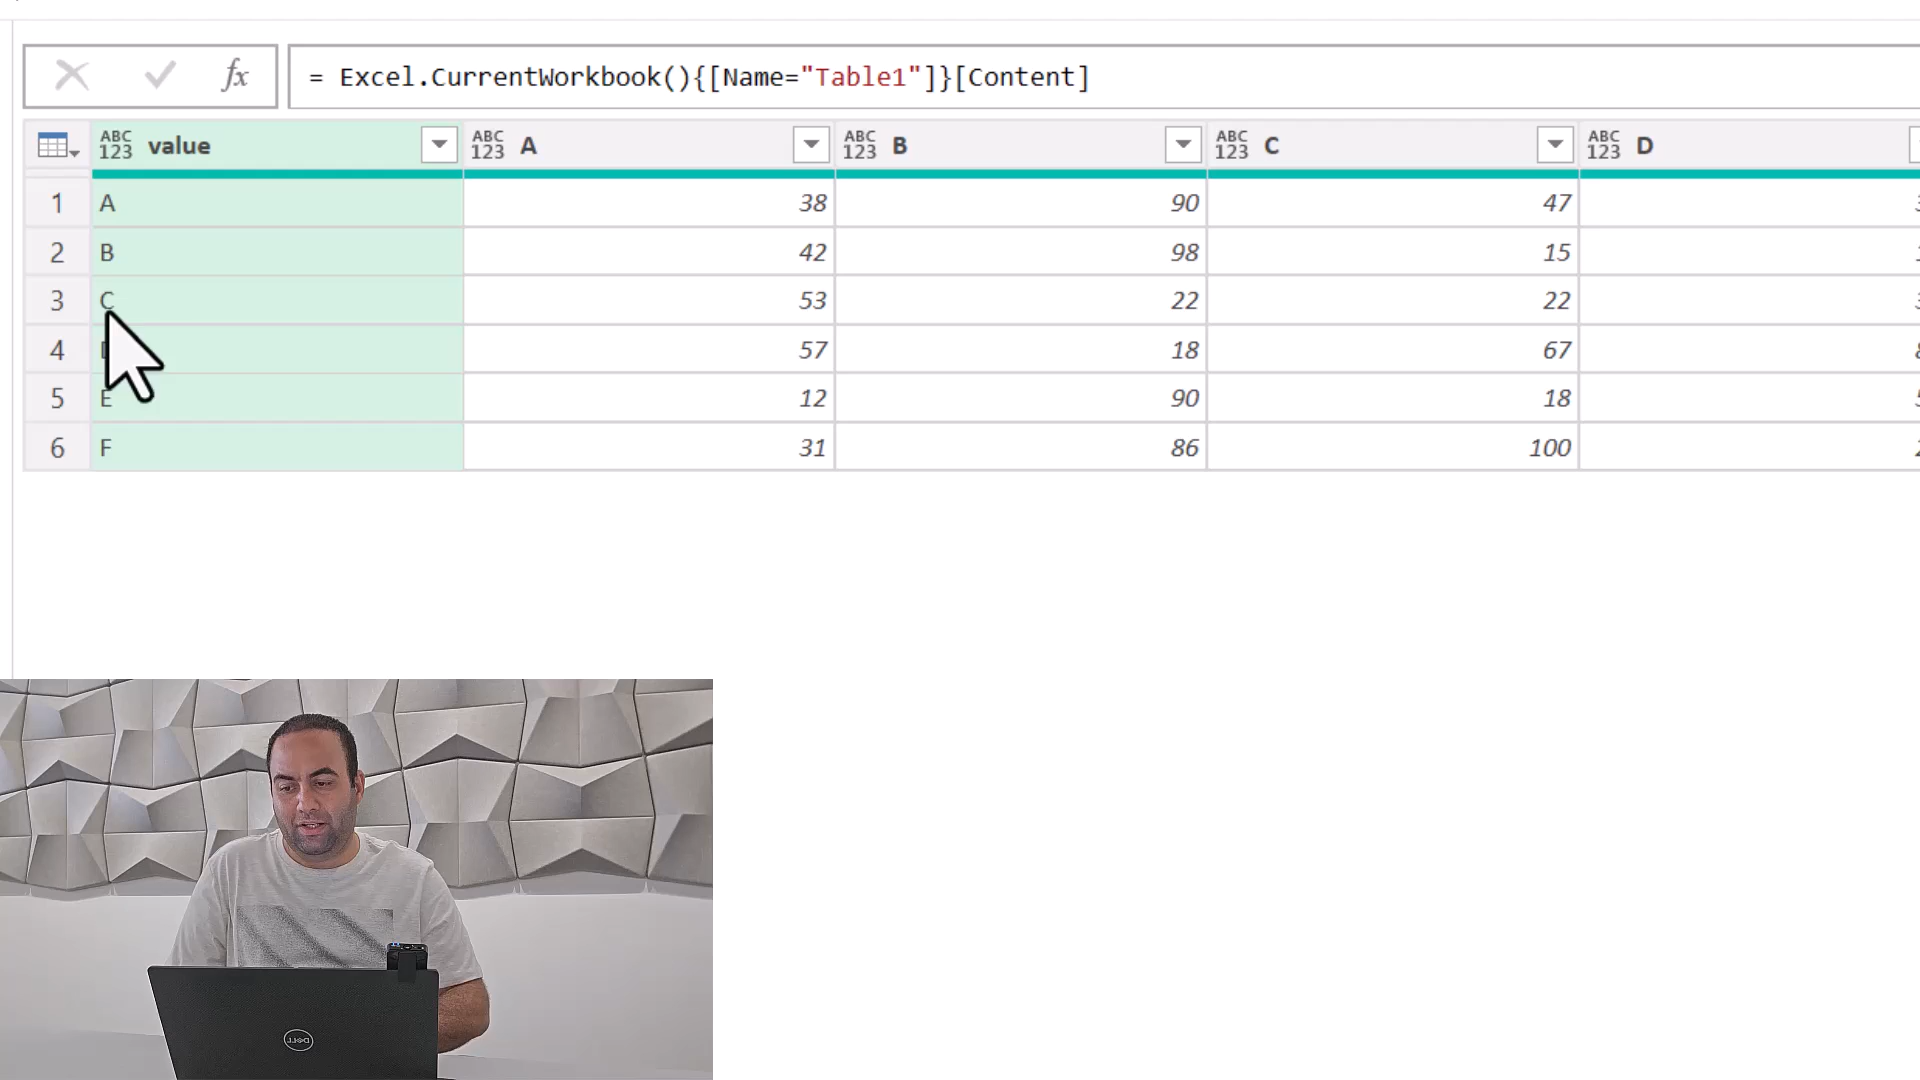 fx = Excel.CurrentWorkbook(){[Name="Table1"]}[Content]
ABC 123 value ABC 123 A ABC 123 B ABC 123 C ABC 123 D
1 A 38 90 47
2 B 42 98 15
3 C 53 22 22
4 57 18 67
5 E 12 90 18
6 F 31 86 100
DELL